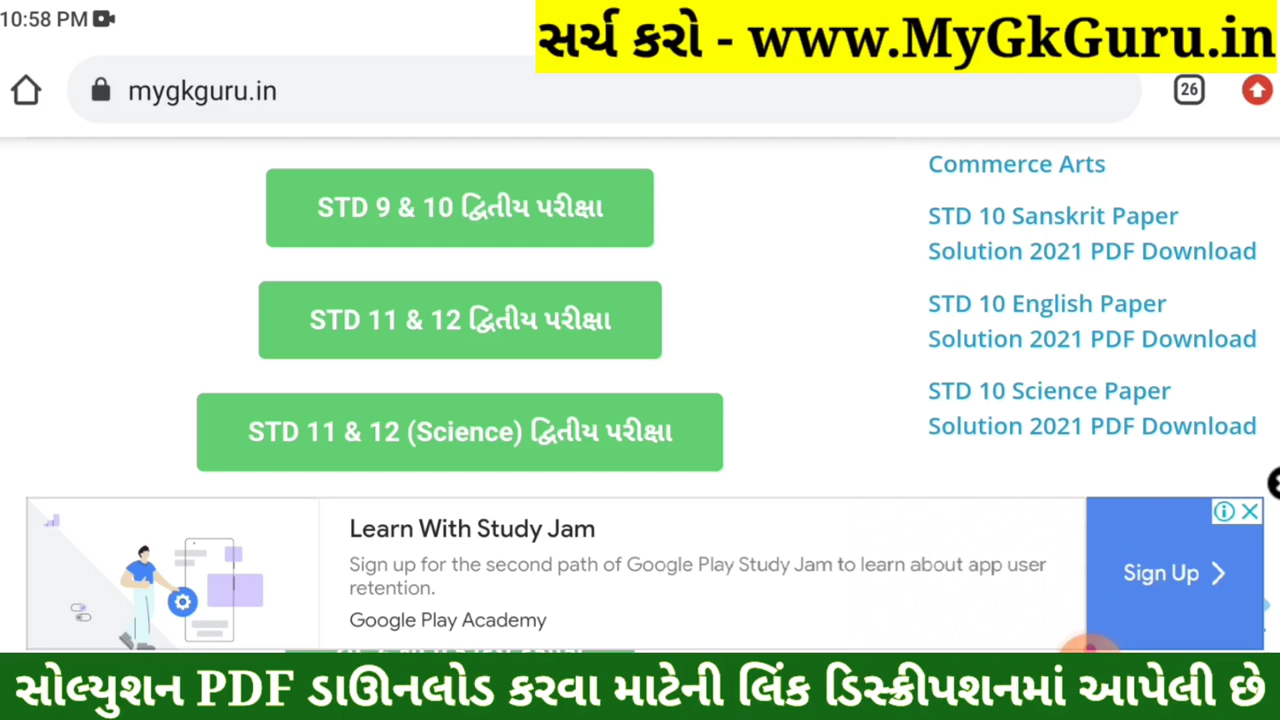 10:58 PM
સર્ચ કરો - www.MyGkGuru.in
mygkguru.in
26
STD 9 & 10 દ્વિતીય પરીક્ષા
STD 11 & 12 દ્વિતીય પરીક્ષા
STD 11 & 12 (Science) દ્વિતીય પરીક્ષા
Commerce Arts
STD 10 Sanskrit Paper
Solution 2021 PDF Download
STD 10 English Paper
Solution 2021 PDF Download
STD 10 Science Paper
Solution 2021 PDF Download
Learn With Study Jam
Sign up for the second path of Google Play Study Jam to learn about app user
retention.
Google Play Academy
Sign Up
સોલ્યુશન PDF ડાઊનલોડ કરવા માટેની લિંક ડિસ્ક્રીપશનમાં આપેલી છે